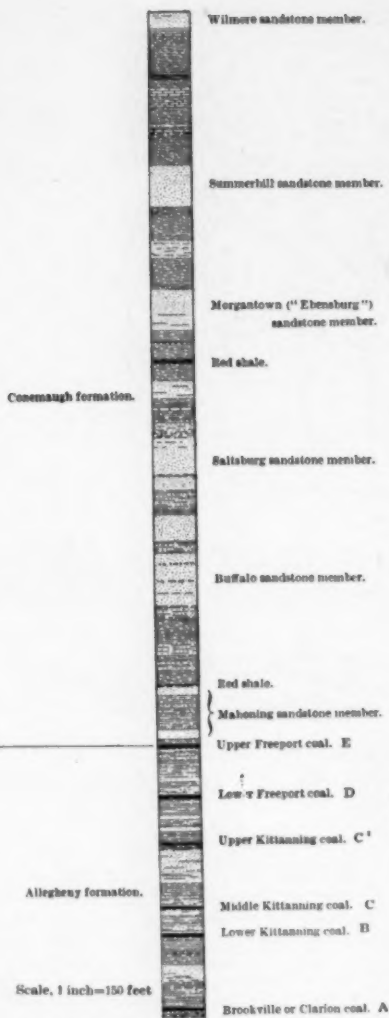 Wilmore sandstone member.
Summerhill sandstone member.
Morgantown ("Ebensburg")
sandstone member.
Red shale.
Conemaugh formation.
Saltsburg sandstone member.
Buffalo sandstone member.
Red shale.
Mahoning sandstone member.
Upper Freeport coal. E
Lower Freeport coal. D
Upper Kittanning coal. C'
Allegheny formation.
Middle Kittanning coal. C
Lower Kittanning coal. B
Scale, 1 inch=150 feet
Brookville or Clarion coal. A